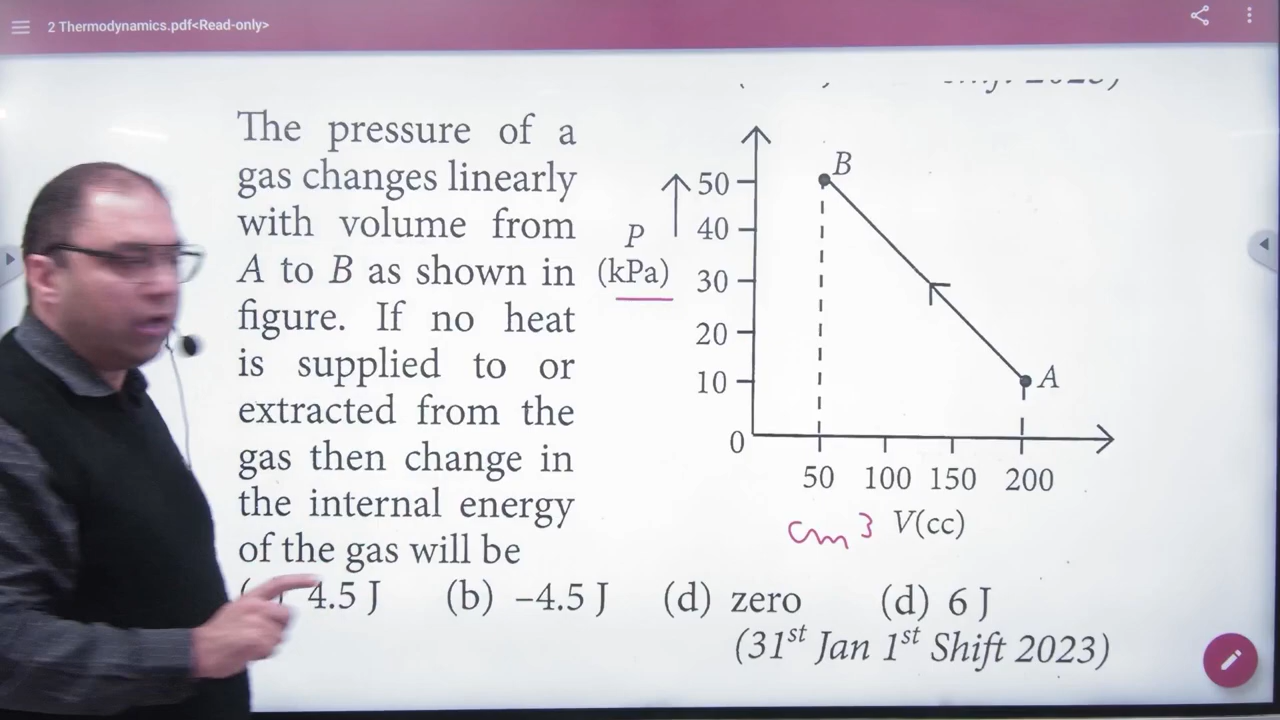 2 Thermodynamics.pdf<Read-only>
The pressure of a
gas changes linearly
with volume from
A to B as shown in
figure. If no heat
is supplied to or
extracted from the
gas then change in
the internal energy
of the gas will be
P
(kPa)
50
40
30
20
10
0
B
A
50 100 150 200
cm3 V(cc)
4.5 J (b) –4.5 J (d) zero (d) 6 J
(31st Jan 1st Shift 2023)